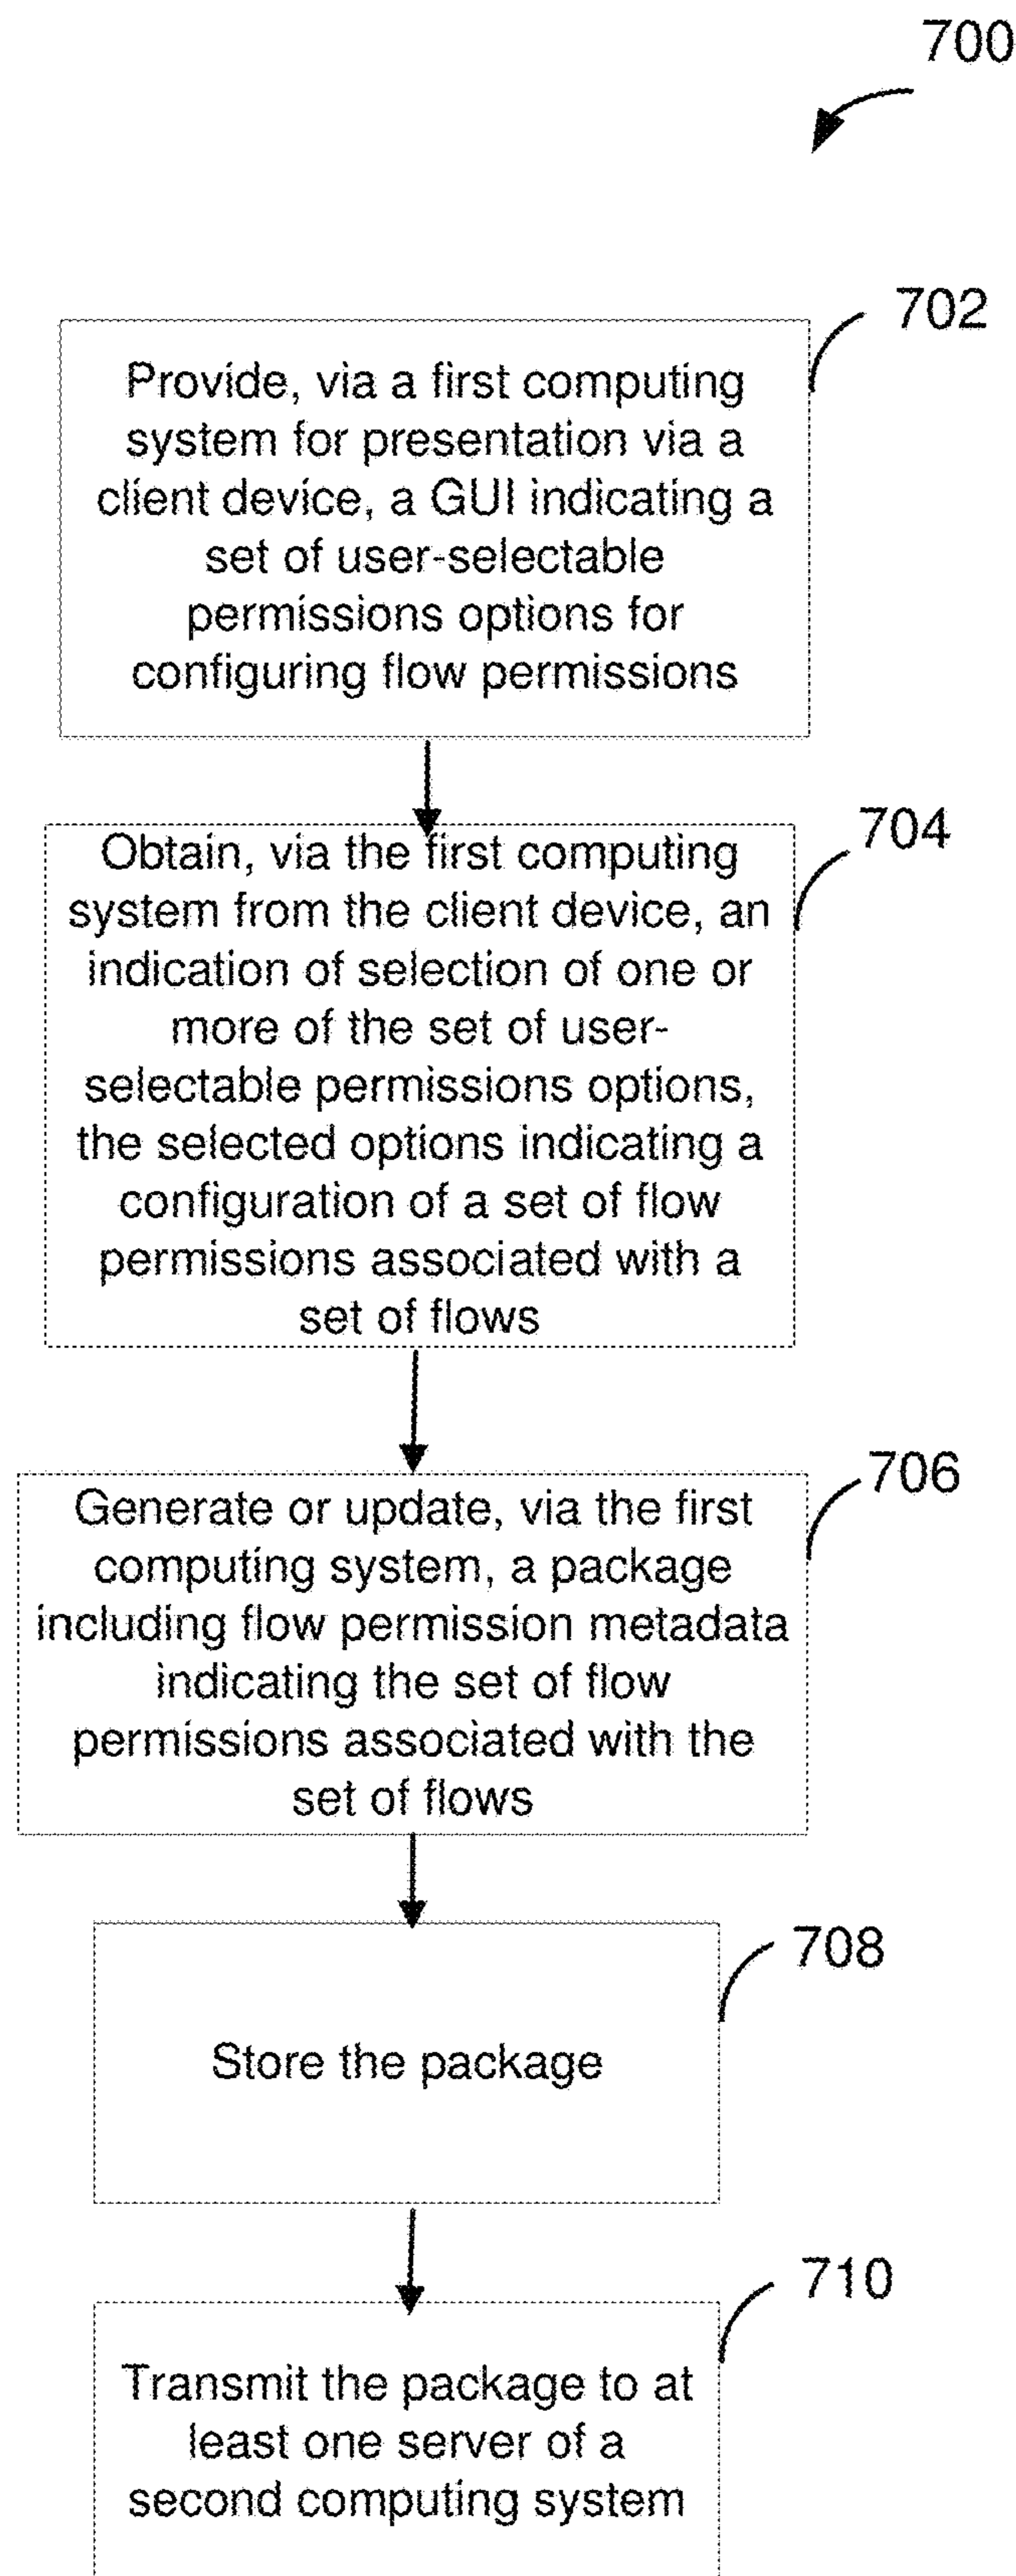 700
702
Provide, via a first computing
system for presentation via a
client device, a GUI indicating a
set of user-selectable
permissions options for
configuring flow permissions
704
Obtain, via the first computing
system from the client device, an
indication of selection of one or
more of the set of user-
selectable permissions options,
the selected options indicating a
configuration of a set of flow
permissions associated with a
set of flows
706
Generate or update, via the first
computing system, a package
including flow permission metadata
indicating the set of flow
permissions associated with the
set of flows
708
Store the package
710
Transmit the package to at
least one server of a
second computing system